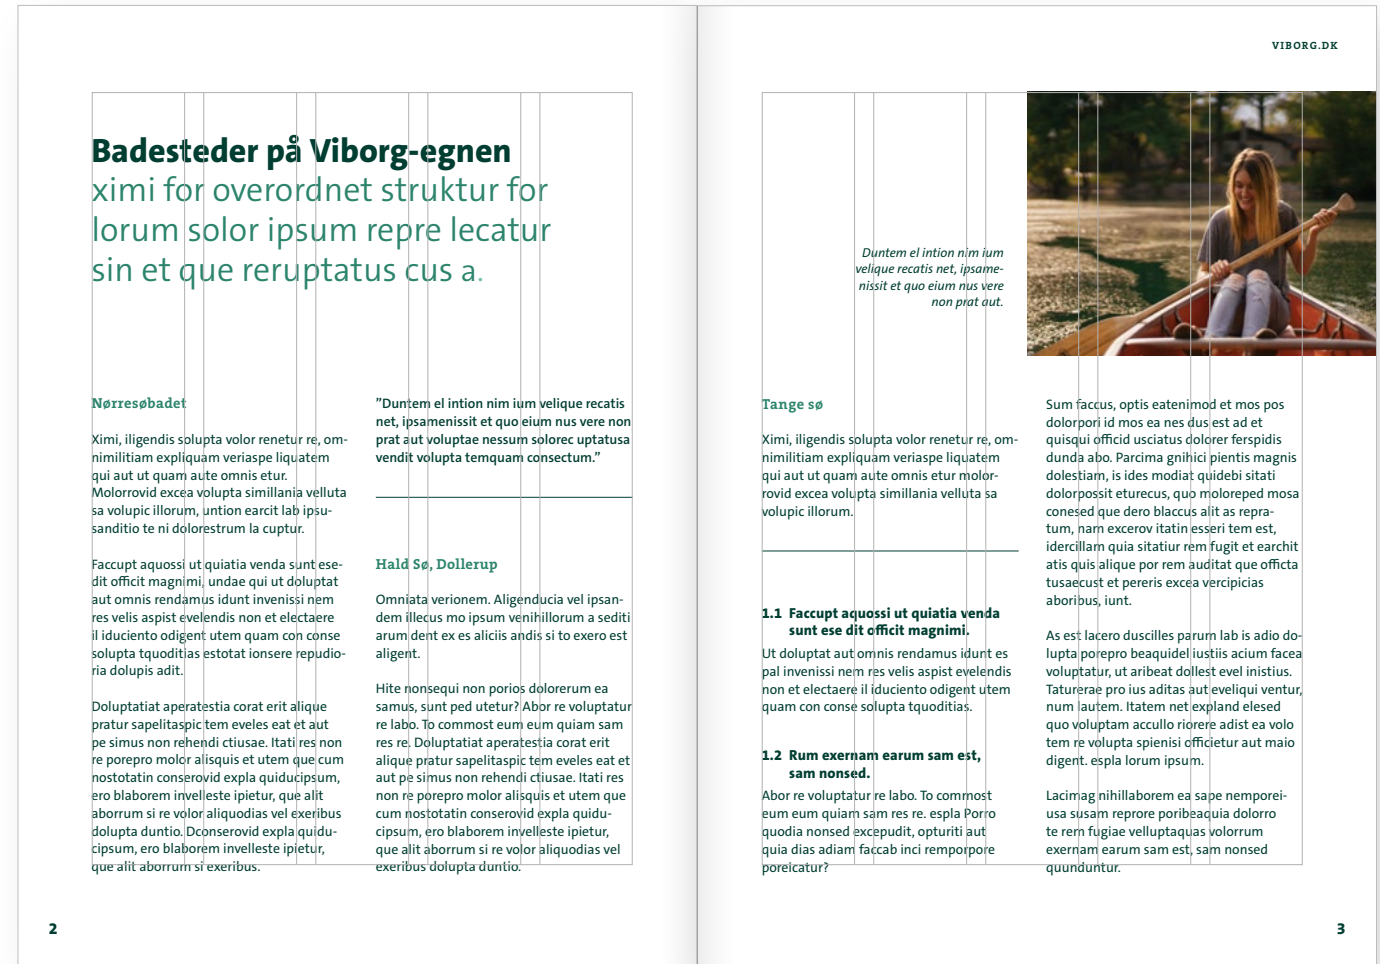 Badesteder på Viborg-egnen
ximi for overordnet struktur for
lorum solor ipsum repre lecatur
sin et que reruptatus cus a.
Nørresøbadet
Ximi, iligendis solupta volor renetur re, om-
nimilitiam expliquam veriaspe liquatem
qui aut ut quam aute omnis etur.
Molorrovid excea volupta simillania velluta
sa volupic illorum, untion earcit lab ipsu-
sanditio te ni dolorestrum la cuptur.
Faccupt aquossi ut quiatia venda sunt ese-
dit officit magnimi, undae qui ut doluptat
aut omnis rendamus idunt invenissi nem
res velis aspist evelendis non et electaere
il iduciento odigent utem quam con conse
solupta tquoditias estotat ionsere repudio-
ria dolupis adit.
Doluptatiat aperatestia corat erit alique
pratur sapelitaspic tem eveles eat et aut
pe simus non rehendi ctiusae. Itati res non
re porepro molor alisquis et utem que cum
nostotatin conserovid expla quiducipsum,
ero blaborem invelleste ipietur, que alit
aborrum si re volor aliquodias vel exeribus
dolupta duntio. Dconserovid expla quidu-
cipsum, ero blaborem invelleste ipietur,
que alit aborrum si exeribus.
”Duntem el intion nim ium velique recatis
net, ipsamenissit et quo eium nus vere non
prat aut voluptae nessum solorec uptatusa
vendit volupta temquam consectum.”
Hald Sø, Dollerup
Omniata verionem. Aligenducia vel ipsan-
dem illecus mo ipsum venihillorum a sediti
arum dent ex es aliciis andis si to exero est
aligent.
Hite nonsequi non porios dolorerum ea
samus, sunt ped utetur? Abor re voluptatur
re labo. To commost eum eum quiam sam
res re. Doluptatiat aperatestia corat erit
alique pratur sapelitaspic tem eveles eat et
aut pe simus non rehendi ctiusae. Itati res
non re porepro molor alisquis et utem que
cum nostotatin conserovid expla quidu-
cipsum, ero blaborem invelleste ipietur,
que alit aborrum si re volor aliquodias vel
exeribus dolupta duntio.
2
VIBORG.DK
Duntem el intion nim ium
velique recatis net, ipsame-
nissit et quo eium nus vere
non prat aut.
Tange sø
Ximi, iligendis solupta volor renetur re, om-
nimilitiam expliquam veriaspe liquatem
qui aut ut quam aute omnis etur molor-
rovid excea volupta simillania velluta sa
volupic illorum.
1.1 Faccupt aquossi ut quiatia venda
sunt ese dit officit magnimi.
Ut doluptat aut omnis rendamus idunt es
pal invenissi nem res velis aspist evelendis
non et electaere il iduciento odigent utem
quam con conse solupta tquoditias.
1.2 Rum exernam earum sam est,
sam nonsed.
Abor re voluptatur re labo. To commost
eum eum quiam sam res re. espla Porro
quodia nonsed excepudit, opturiti aut
quia dias adiam faccab inci remporpore
poreicatur?
Sum faccus, optis eatenimod et mos pos
dolorpori id mos ea nes dus est ad et
quisqui officid usciatus dolorer ferspidis
dunda abo. Parcima gnihici pientis magnis
dolestiam, is ides modiat quidebi sitati
dolorpossit eturecus, quo moloreped mosa
conesed que dero blaccus alit as repra-
tum, nam excerov itatin esseri tem est,
idercillam quia sitatiur rem fugit et earchit
atis quis alique por rem auditat que officta
tusaecust et pereris excea vercipicias
aboribus, iunt.
As est lacero duscilles parum lab is adio do-
lupta porepro beaquidel iustiis acium facea
voluptatur, ut aribeat dollest evel inistius.
Taturerae pro ius aditas aut eveliqui ventur,
num lautem. Itatem net expland elesed
quo voluptam accullo riorere adist ea volo
tem re volupta spienisi officietur aut maio
digent. espla lorum ipsum.
Lacimag nihillaborem ea sape nemporei-
usa susam reprore poribeaquia dolorro
te rem fugiae velluptaquas volorrum
exernam earum sam est, sam nonsed
quunduntur.
3